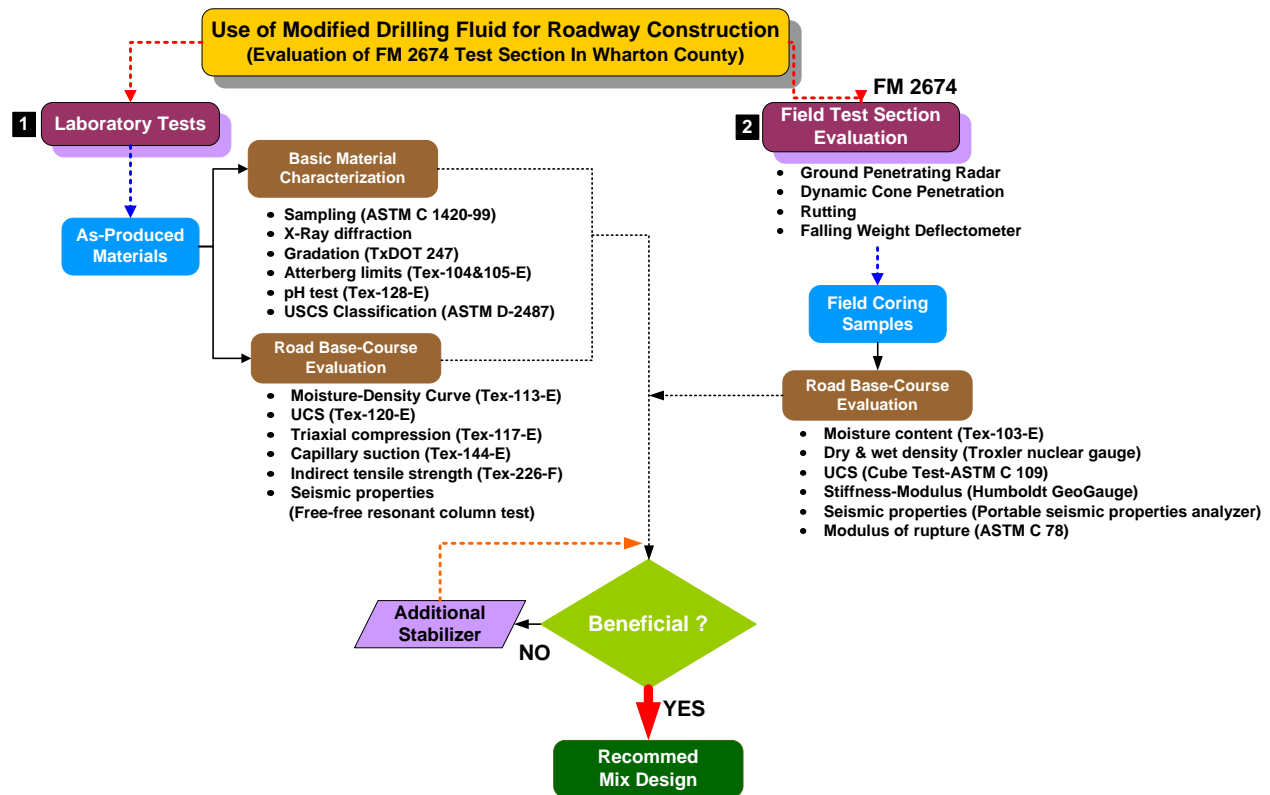 Use of Modified Drilling Fluid for Roadway Construction
(Evaluation of FM 2674 Test Section In Wharton County)
1
Laboratory Tests
As-Produced
Materials
Basic Material
Characterization
• Sampling (ASTM C 1420-99)
• X-Ray diffraction
• Gradation (TxDOT 247)
• Atterberg limits (Tex-104&105-E)
• pH test (Tex-128-E)
• USCS Classification (ASTM D-2487)
Road Base-Course
Evaluation
• Moisture-Density Curve (Tex-113-E)
• UCS (Tex-120-E)
• Triaxial compression (Tex-117-E)
• Capillary suction (Tex-144-E)
• Indirect tensile strength (Tex-226-F)
• Seismic properties
(Free-free resonant column test)
FM 2674
2
Field Test Section
Evaluation
• Ground Penetrating Radar
• Dynamic Cone Penetration
• Rutting
• Falling Weight Deflectometer
Field Coring
Samples
Road Base-Course
Evaluation
• Moisture content (Tex-103-E)
• Dry & wet density (Troxler nuclear gauge)
• UCS (Cube Test-ASTM C 109)
• Stiffness-Modulus (Humboldt GeoGauge)
• Seismic properties (Portable seismic properties analyzer)
• Modulus of rupture (ASTM C 78)
Additional
Stabilizer
NO
Beneficial ?
YES
Recommed
Mix Design